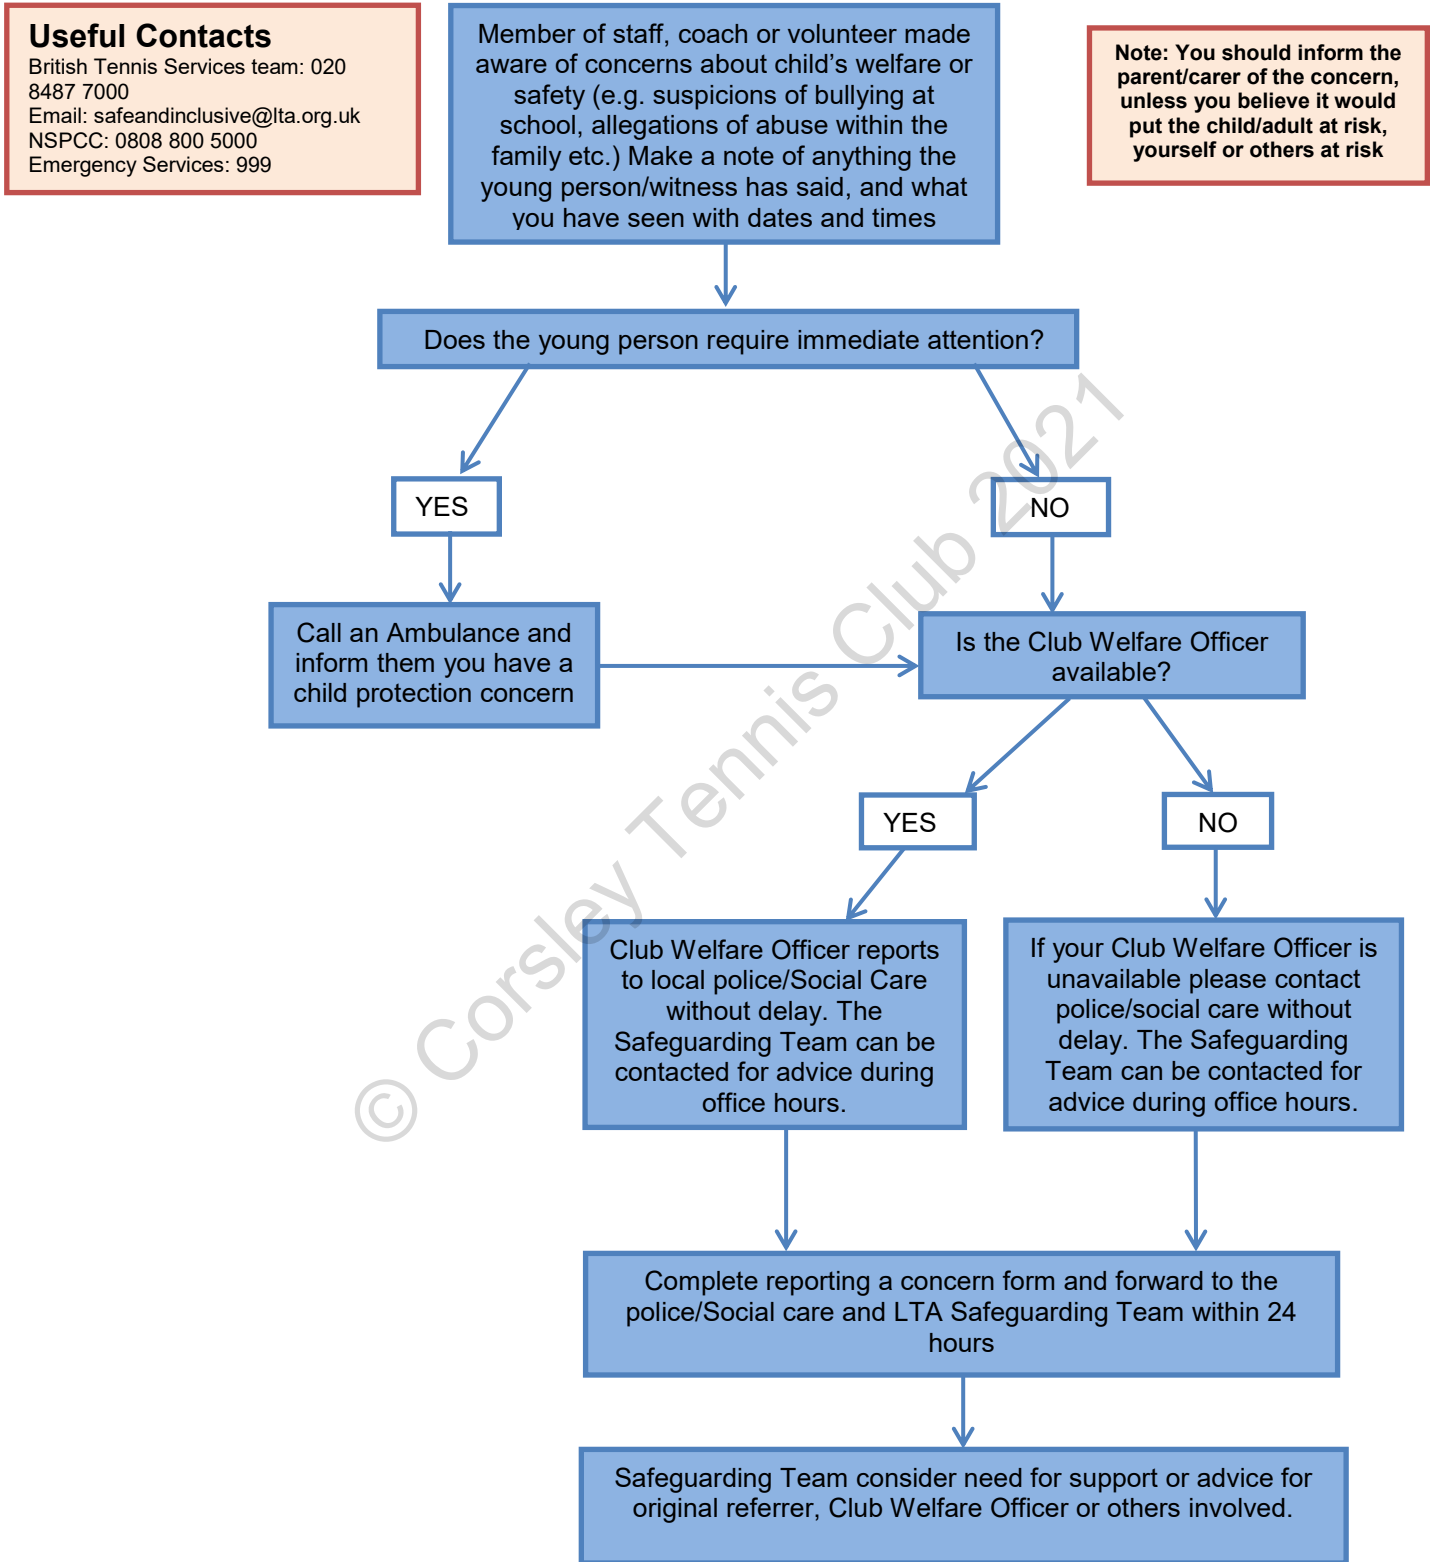 Useful Contacts
British Tennis Services team: 020
8487 7000
Email: safeandinclusive@lta.org.uk
NSPCC: 0808 800 5000
Emergency Services: 999
Member of staff, coach or volunteer made
aware of concerns about child's welfare or
safety (e.g. suspicions of bullying at
school, allegations of abuse within the
family etc.) Make a note of anything the
young person/witness has said, and what
you have seen with dates and times
Note: You should inform the
parent/carer of the concern,
unless you believe it would
put the child/adult at risk,
yourself or others at risk
Does the young person require immediate attention?
YES
NO
Call an Ambulance and
inform them you have a
child protection concern
Is the Club Welfare Officer
available?
YES
NO
Club Welfare Officer reports
to local police/Social Care
without delay. The
Safeguarding Team can be
contacted for advice during
office hours.
If your Club Welfare Officer is
unavailable please contact
police/social care without
delay. The Safeguarding
Team can be contacted for
advice during office hours.
Complete reporting a concern form and forward to the
police/Social care and LTA Safeguarding Team within 24
hours
Safeguarding Team consider need for support or advice for
original referrer, Club Welfare Officer or others involved.
© Corsley Tennis Club 2021